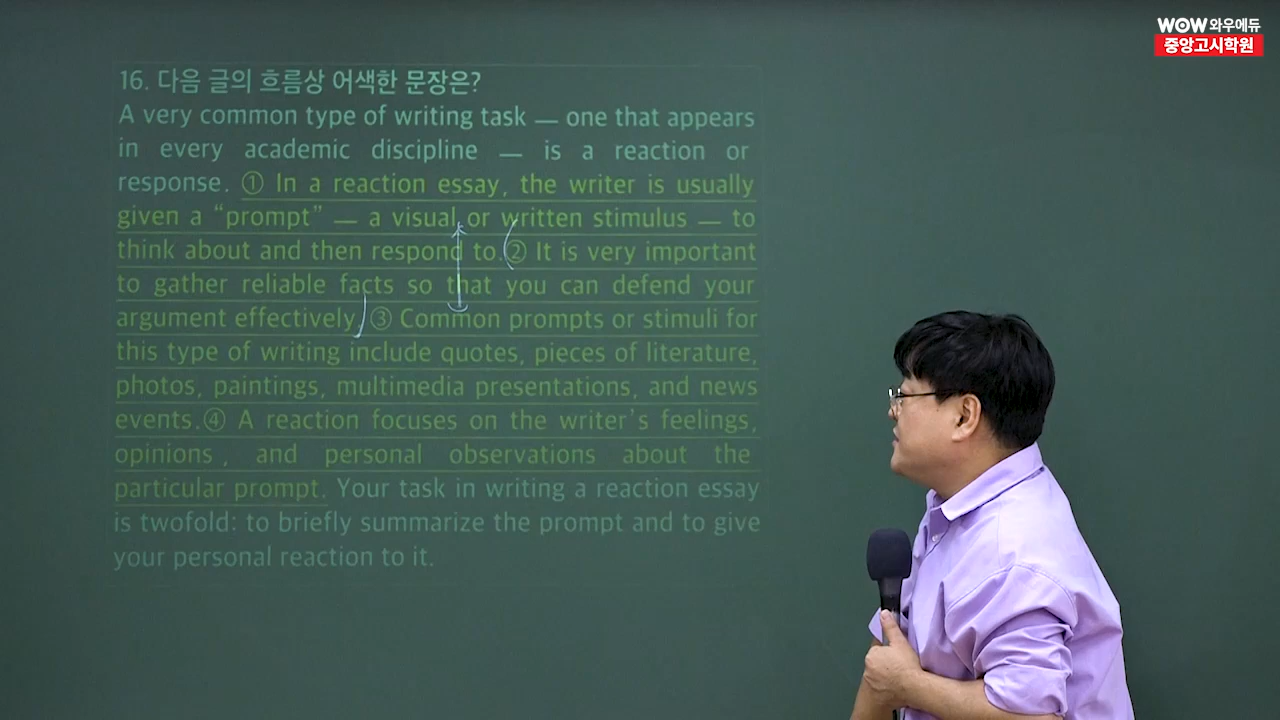 WOW 와우에듀
중앙고시학원
16. 다음 글의 흐름상 어색한 문장은?
A very common type of writing task — one that appears
in every academic discipline — is a reaction or
response. ① In a reaction essay, the writer is usually
given a “prompt” — a visual or written stimulus — to
think about and then respond to. ② It is very important
to gather reliable facts so that you can defend your
argument effectively. ③ Common prompts or stimuli for
this type of writing include quotes, pieces of literature,
photos, paintings, multimedia presentations, and news
events. ④ A reaction focuses on the writer’s feelings,
opinions, and personal observations about the
particular prompt. Your task in writing a reaction essay
is twofold: to briefly summarize the prompt and to give
your personal reaction to it.